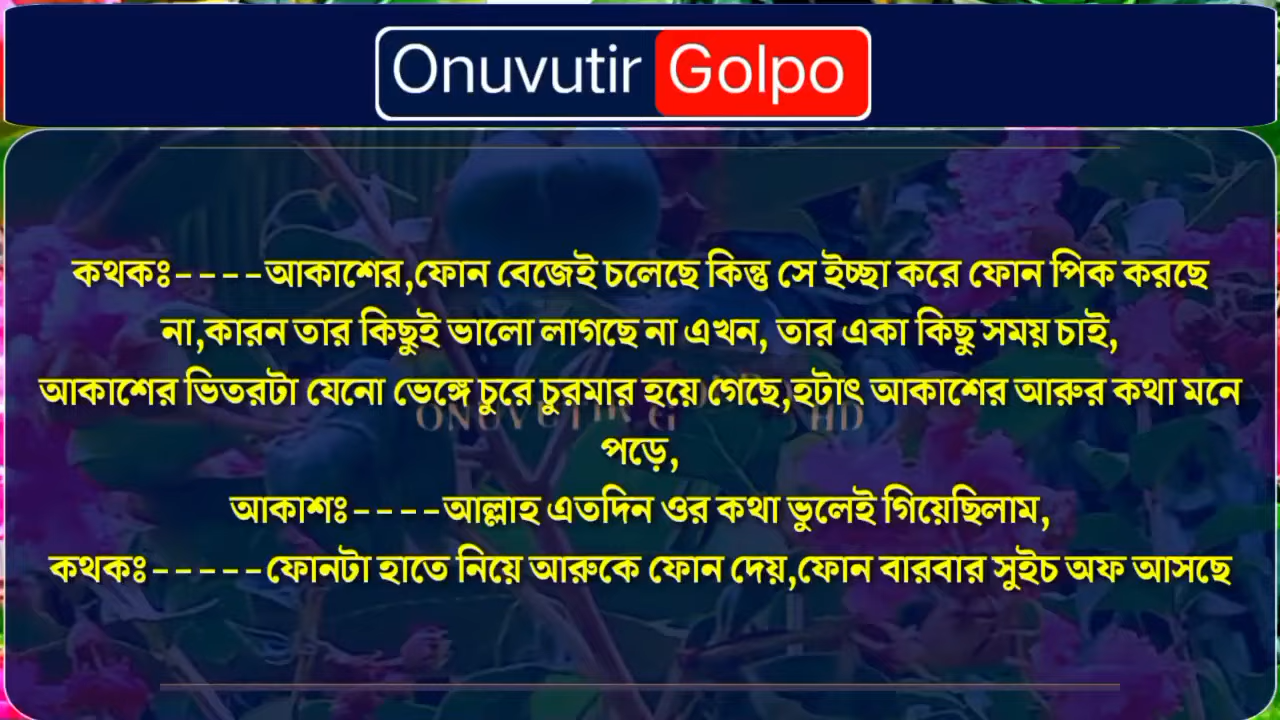 Onuvutir Golpo
কথকঃ----আকাশের,ফোন বেজেই চলেছে কিন্তু সে ইচ্ছা করে ফোন পিক করছে
না,কারন তার কিছুই ভালো লাগছে না এখন, তার একা কিছু সময় চাই,
আকাশের ভিতরটা যেনো ভেঙ্গে চুরে চুরমার হয়ে গেছে,হটাৎ আকাশের আরুর কথা মনে
পড়ে,
আকাশঃ----আল্লাহ এতদিন ওর কথা ভুলেই গিয়েছিলাম,
কথকঃ-----ফোনটা হাতে নিয়ে আরুকে ফোন দেয়,ফোন বারবার সুইচ অফ আসছে